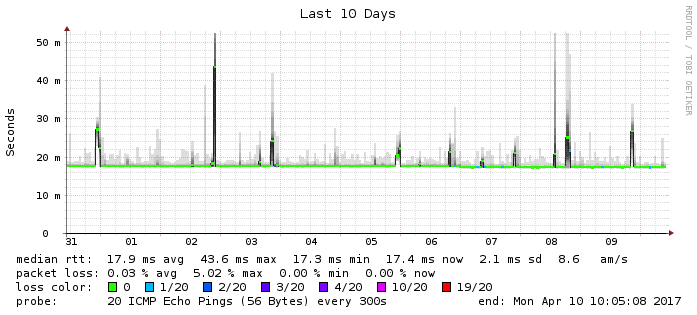 Last 10 Days
RRDTOOL / TOBI OETIKER
Seconds
50 m
40 m
30 m
20 m
10 m
0
31 01 02 03 04 05 06 07 08 09
median rtt: 17.9 ms avg 43.6 ms max 17.3 ms min 17.4 ms now 2.1 ms sd 8.6 am/s
packet loss: 0.03 % avg 5.02 % max 0.00 % min 0.00 % now
loss color: 0 1/20 2/20 3/20 4/20 10/20 19/20
probe: 20 ICMP Echo Pings (56 Bytes) every 300s end: Mon Apr 10 10:05:08 2017